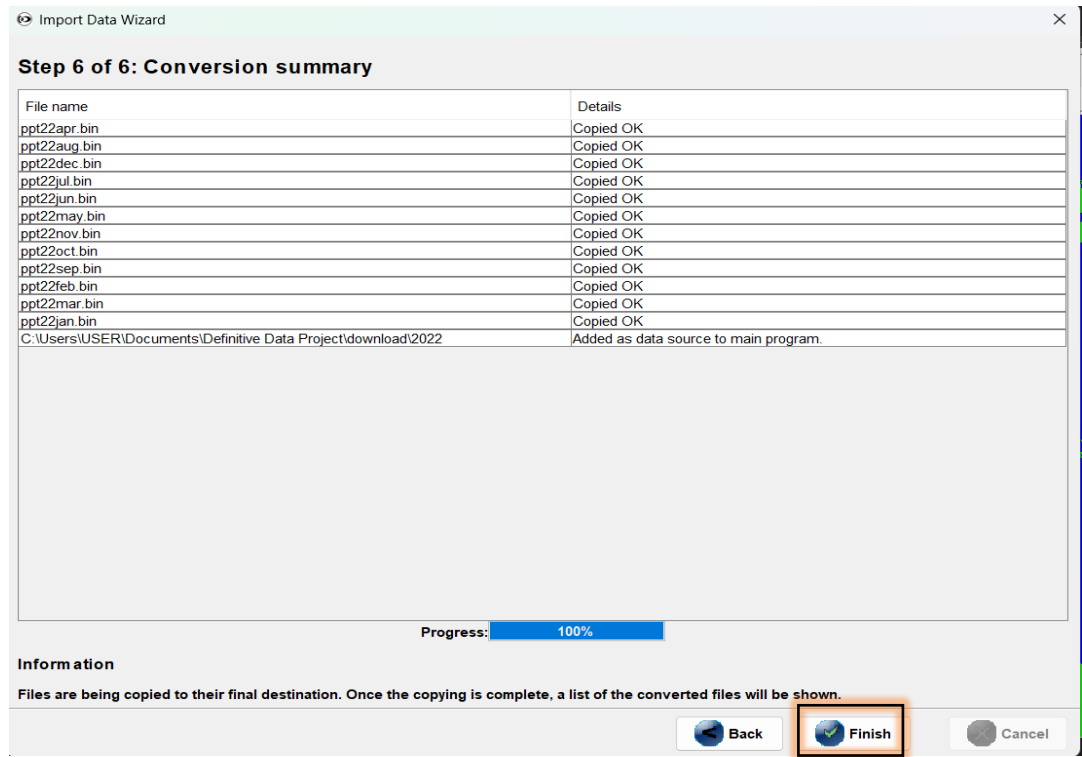 Import Data Wizard
Step 6 of 6: Conversion summary
File name Details
ppt22apr.bin Copied OK
ppt22aug.bin Copied OK
ppt22dec.bin Copied OK
ppt22jul.bin Copied OK
ppt22jun.bin Copied OK
ppt22may.bin Copied OK
ppt22nov.bin Copied OK
ppt22oct.bin Copied OK
ppt22sep.bin Copied OK
ppt22feb.bin Copied OK
ppt22mar.bin Copied OK
ppt22jan.bin Copied OK
C:\Users\USER\Documents\Definitive Data Project\download\2022 Added as data source to main program.
Progress: 100%
Information
Files are being copied to their final destination. Once the copying is complete, a list of the converted files will be shown.
Back Finish Cancel